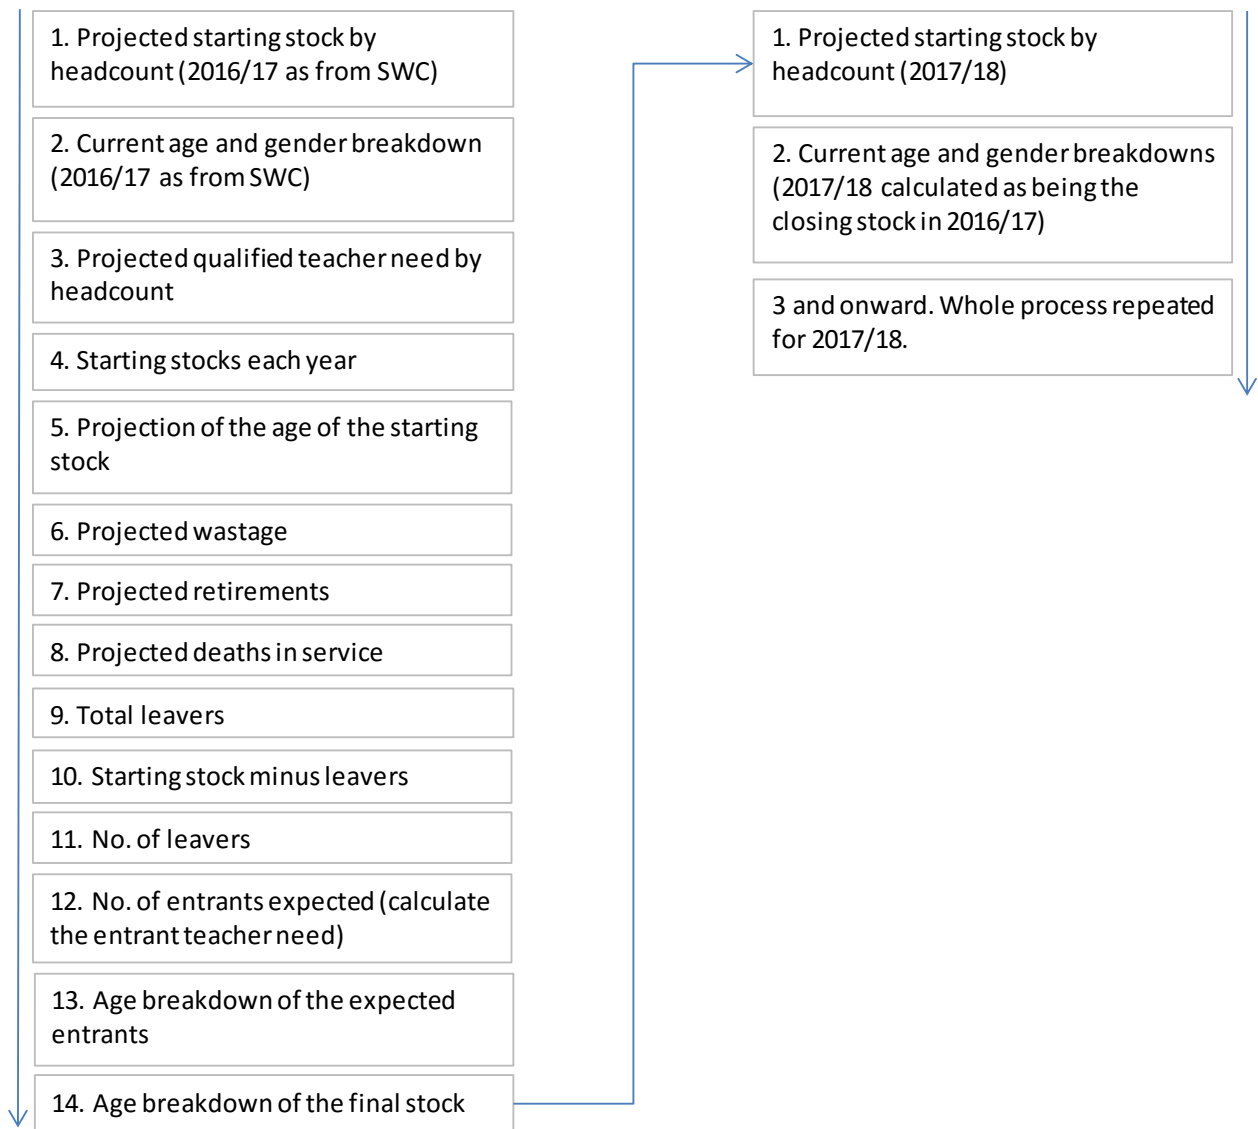 1. Projected starting stock by
headcount (2016/17 as from SWC)
2. Current age and gender breakdown
(2016/17 as from SWC)
3. Projected qualified teacher need by
headcount
4. Starting stocks each year
5. Projection of the age of the starting
stock
6. Projected wastage
7. Projected retirements
8. Projected deaths in service
9. Total leavers
10. Starting stock minus leavers
11. No. of leavers
12. No. of entrants expected (calculate
the entrant teacher need)
13. Age breakdown of the expected
entrants
14. Age breakdown of the final stock
1. Projected starting stock by
headcount (2017/18)
2. Current age and gender breakdowns
(2017/18 calculated as being the
closing stock in 2016/17)
3 and onward. Whole process repeated
for 2017/18.